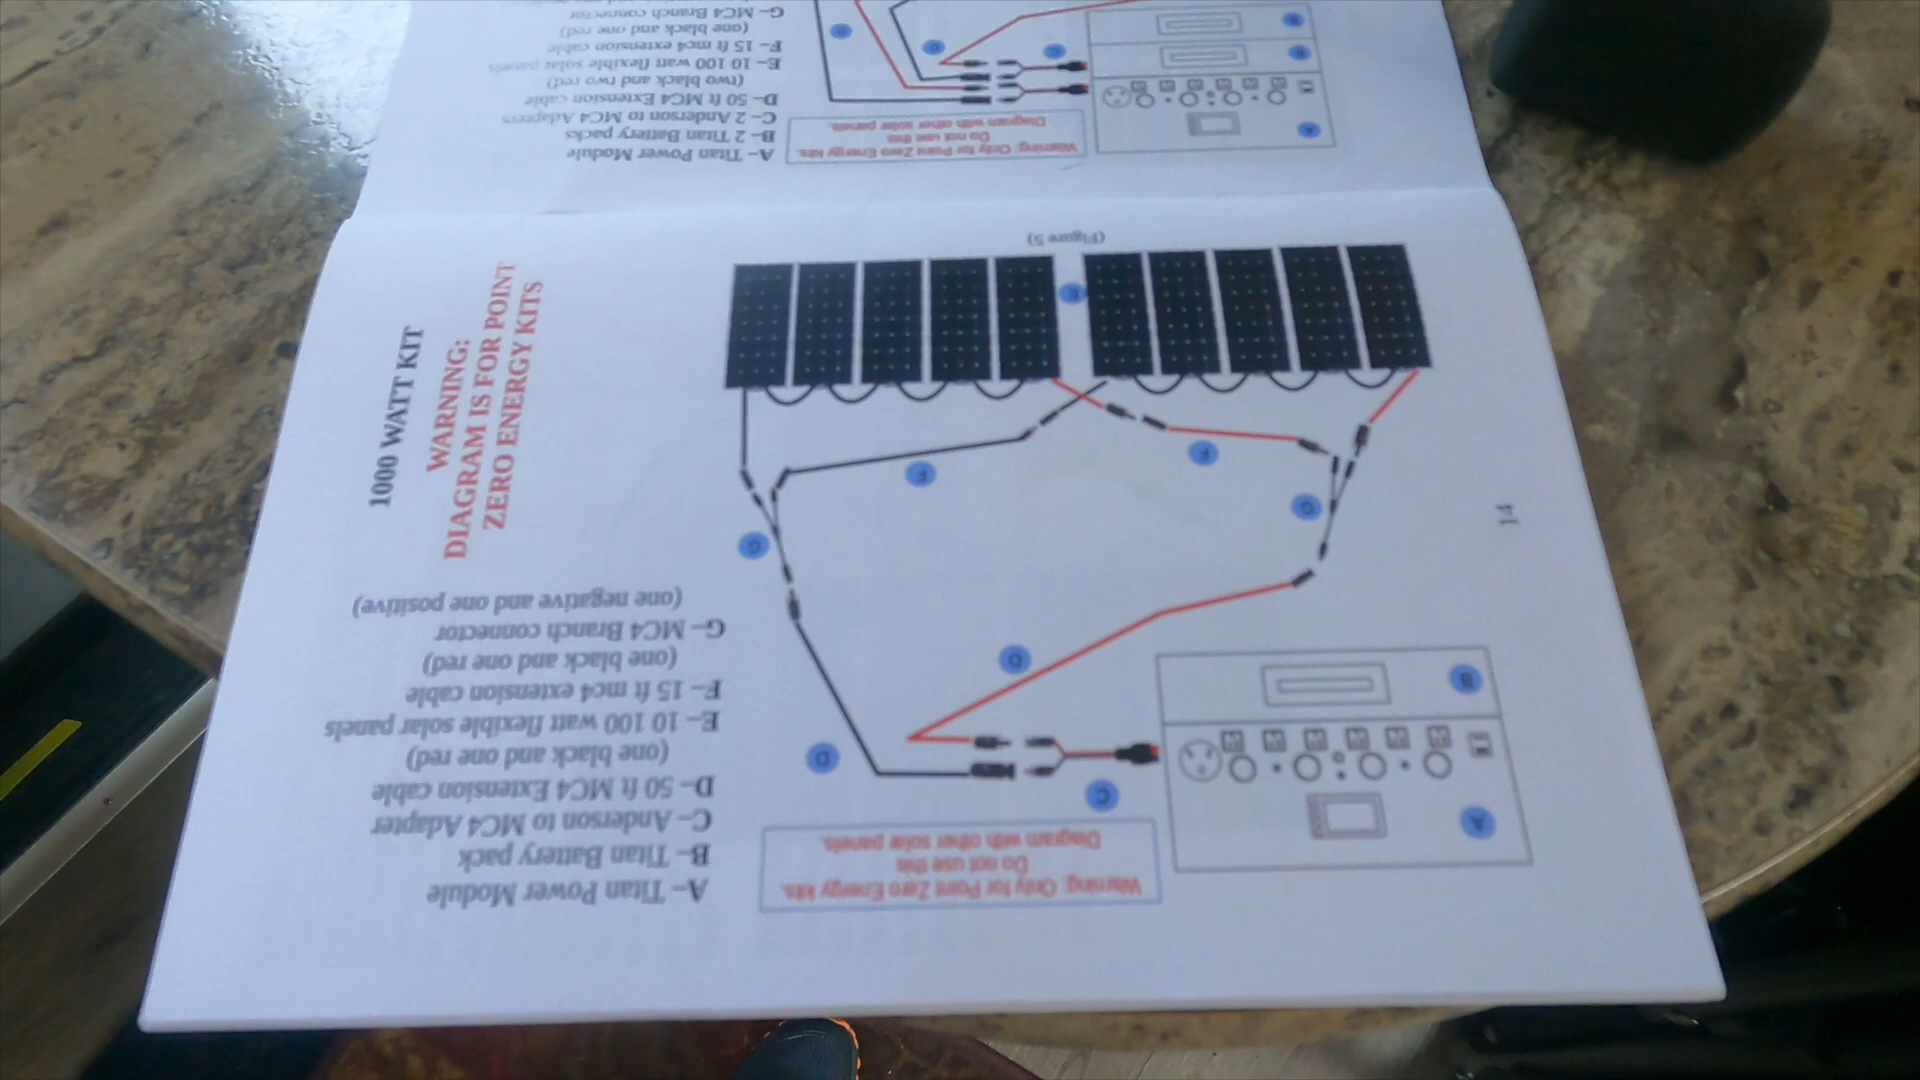 1000 WATT KIT
WARNING:
DIAGRAM IS FOR POINT
ZERO ENERGY KITS
A– Titan Power Module
B– Titan Battery pack
C– Anderson to MC4 Adapter
D– 50 ft MC4 Extension cable
(one black and one red)
E– 10 100 watt flexible solar panels
F– 15 ft mc4 extension cable
(one black and one red)
G– MC4 Branch connector
(one negative and one positive)
Warning: Only for Point Zero Energy kits.
Do not use this
Diagram with other solar panels.
A
B
C
D
D
G
G
F
F
E
(Figure 5)
14
A– Titan Power Module
B– 2 Titan Battery packs
C– 2 Anderson to MC4 Adapters
D– 50 ft MC4 Extension cable
(two black and two red)
E– 10 100 watt flexible solar panels
F– 15 ft mc4 extension cable
(one black and one red)
G– MC4 Branch connector
Warning: Only for Point Zero Energy kits.
Do not use this
Diagram with other solar panels.
A
B
B
C
D